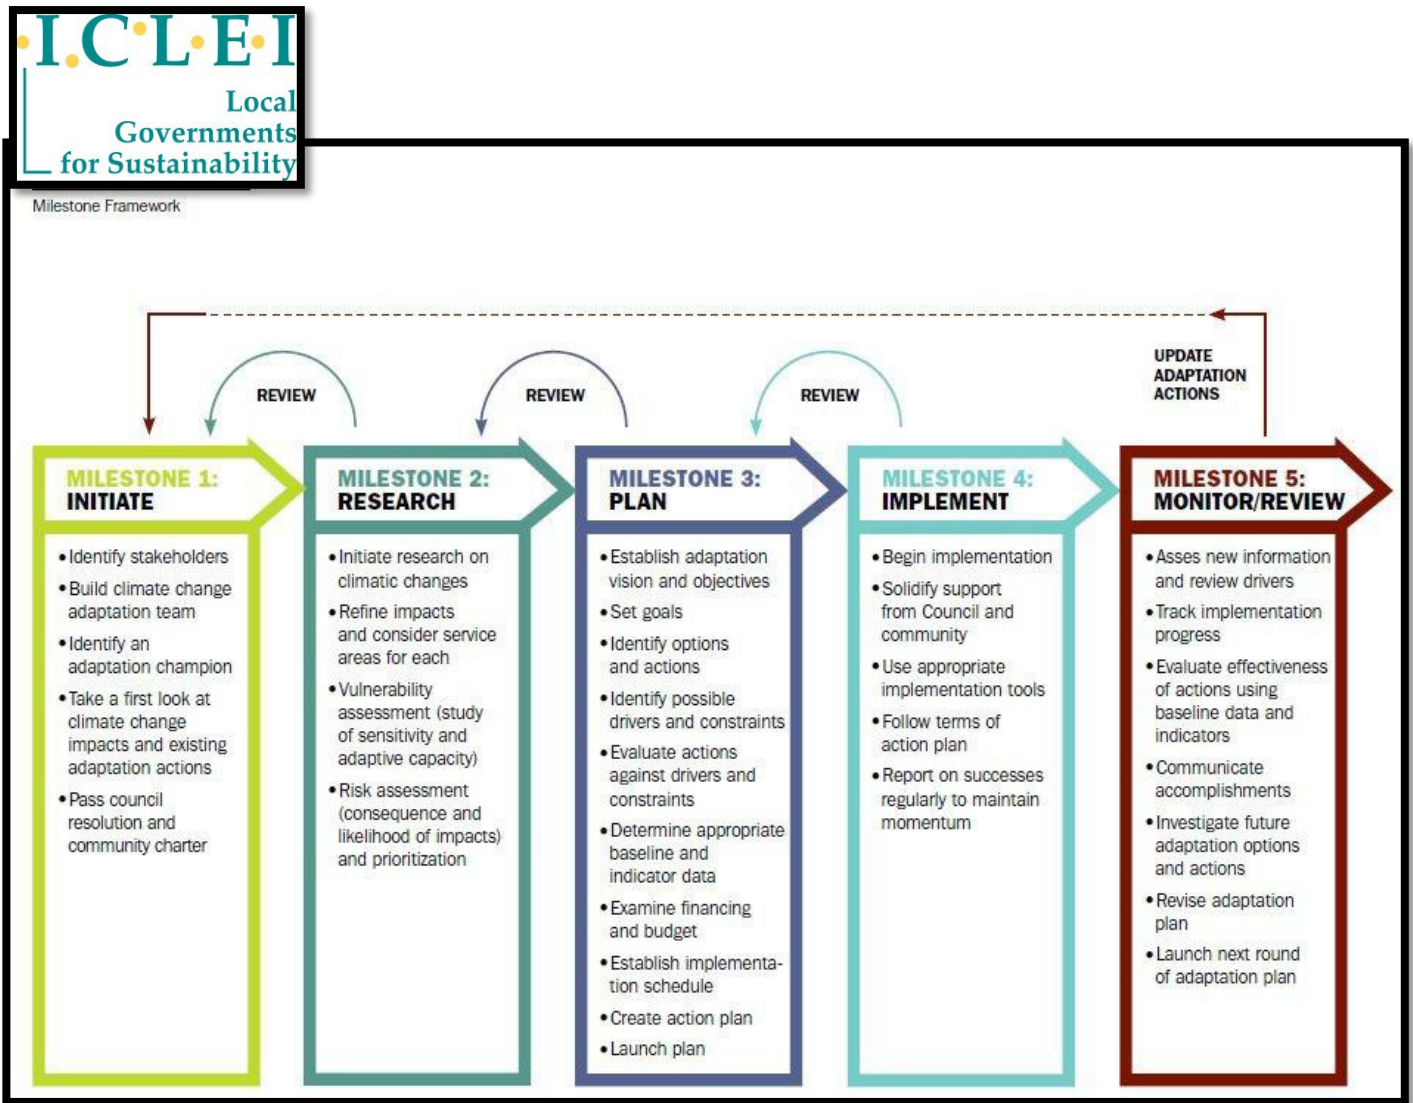 I.C.L.E.I
Local
Governments
for Sustainability
Milestone Framework
UPDATE
ADAPTATION
ACTIONS
REVIEW
REVIEW
REVIEW
MILESTONE 1:
INITIATE
• Identify stakeholders
• Build climate change
adaptation team
• Identify an
adaptation champion
• Take a first look at
climate change
impacts and existing
adaptation actions
• Pass council
resolution and
community charter
MILESTONE 2:
RESEARCH
• Initiate research on
climatic changes
• Refine impacts
and consider service
areas for each
• Vulnerability
assessment (study
of sensitivity and
adaptive capacity)
• Risk assessment
(consequence and
likelihood of impacts)
and prioritization
MILESTONE 3:
PLAN
• Establish adaptation
vision and objectives
• Set goals
• Identify options
and actions
• Identify possible
drivers and constraints
• Evaluate actions
against drivers and
constraints
• Determine appropriate
baseline and
indicator data
• Examine financing
and budget
• Establish implementa-
tion schedule
• Create action plan
• Launch plan
MILESTONE 4:
IMPLEMENT
• Begin implementation
• Solidify support
from Council and
community
• Use appropriate
implementation tools
• Follow terms of
action plan
• Report on successes
regularly to maintain
momentum
MILESTONE 5:
MONITOR/REVIEW
• Asses new information
and review drivers
• Track implementation
progress
• Evaluate effectiveness
of actions using
baseline data and
indicators
• Communicate
accomplishments
• Investigate future
adaptation options
and actions
• Revise adaptation
plan
• Launch next round
of adaptation plan